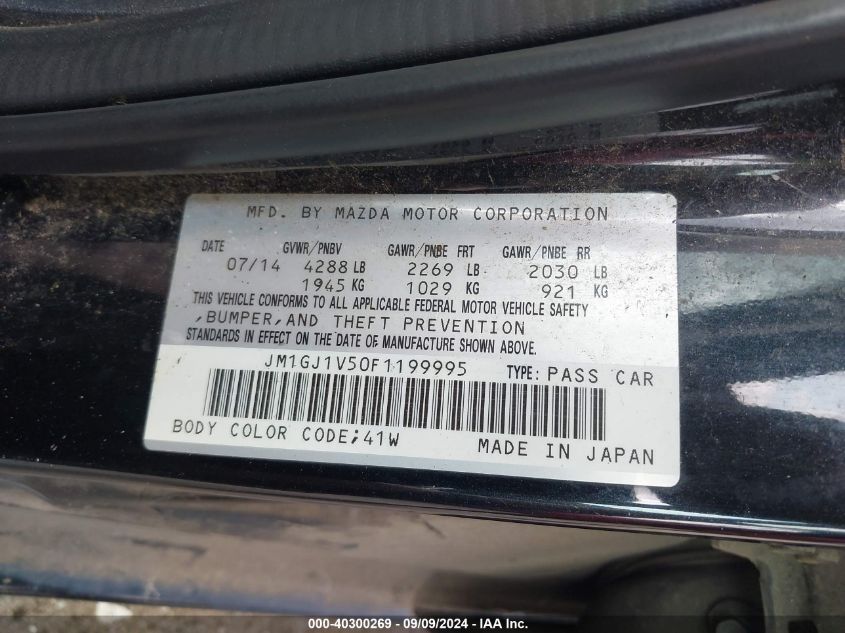 MFD. BY MAZDA MOTOR CORPORATION
DATE GVWR/PNBV GAWR/PNBE FRT GAWR/PNBE RR
07/14 4288 LB 2269 LB 2030 LB
1945 KG 1029 KG 921 KG
THIS VEHICLE CONFORMS TO ALL APPLICABLE FEDERAL MOTOR VEHICLE SAFETY
,BUMPER,AND THEFT PREVENTION
STANDARDS IN EFFECT ON THE DATE OF MANUFACTURE SHOWN ABOVE.
JM1GJ1V50F1199995 TYPE: PASS CAR
BODY COLOR CODE;41W MADE IN JAPAN
000-40300269 - 09/09/2024 - IAA Inc.